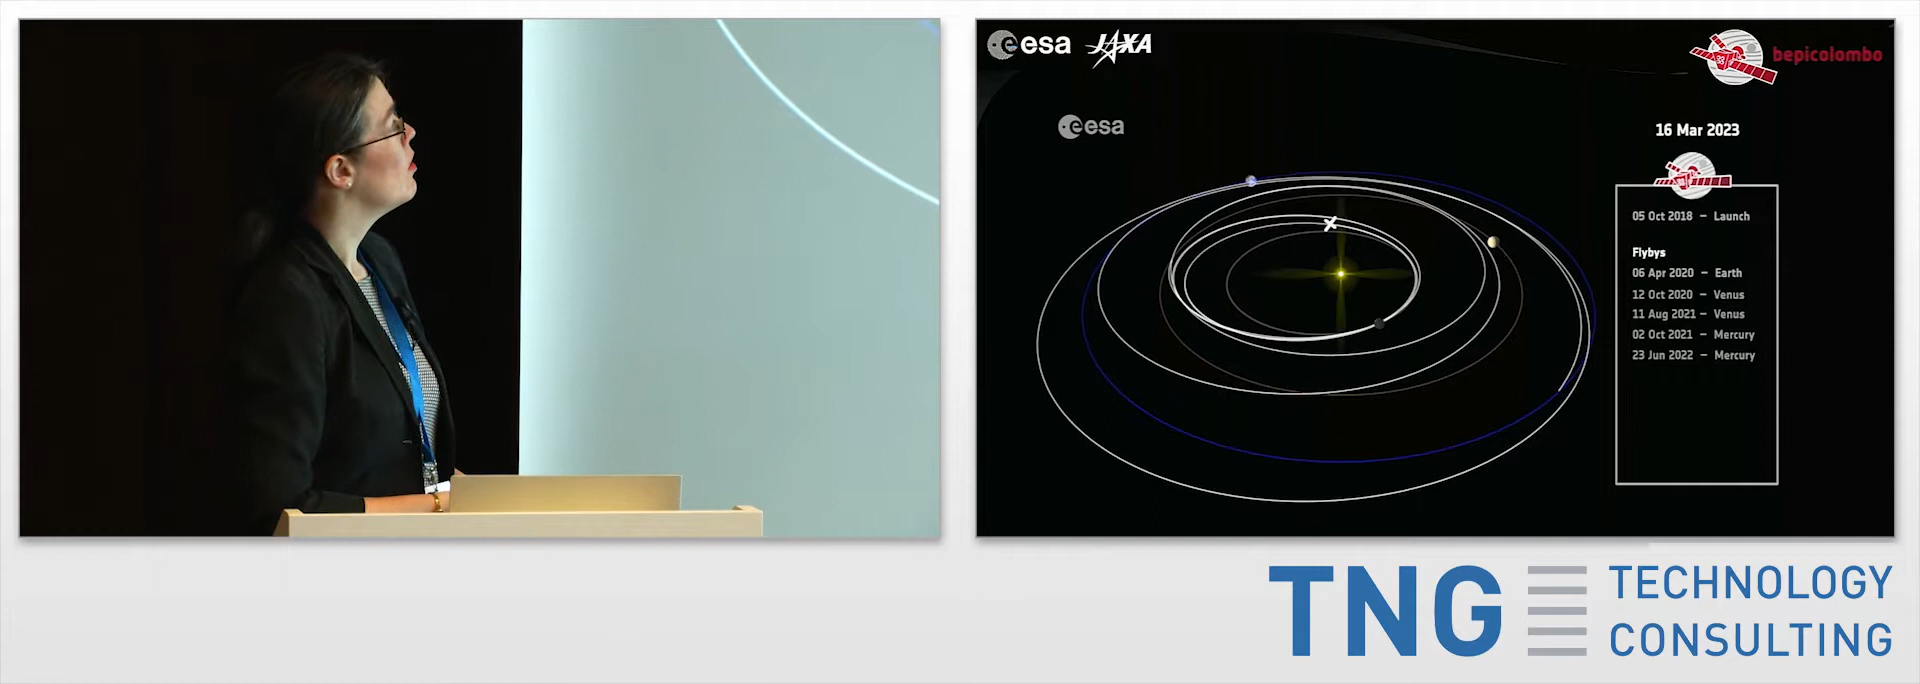 esa JAXA
bepicolombo
esa
16 Mar 2023
05 Oct 2018 – Launch
Flybys
06 Apr 2020 – Earth
12 Oct 2020 – Venus
11 Aug 2021 – Venus
02 Oct 2021 – Mercury
23 Jun 2022 – Mercury
TNG TECHNOLOGY
CONSULTING